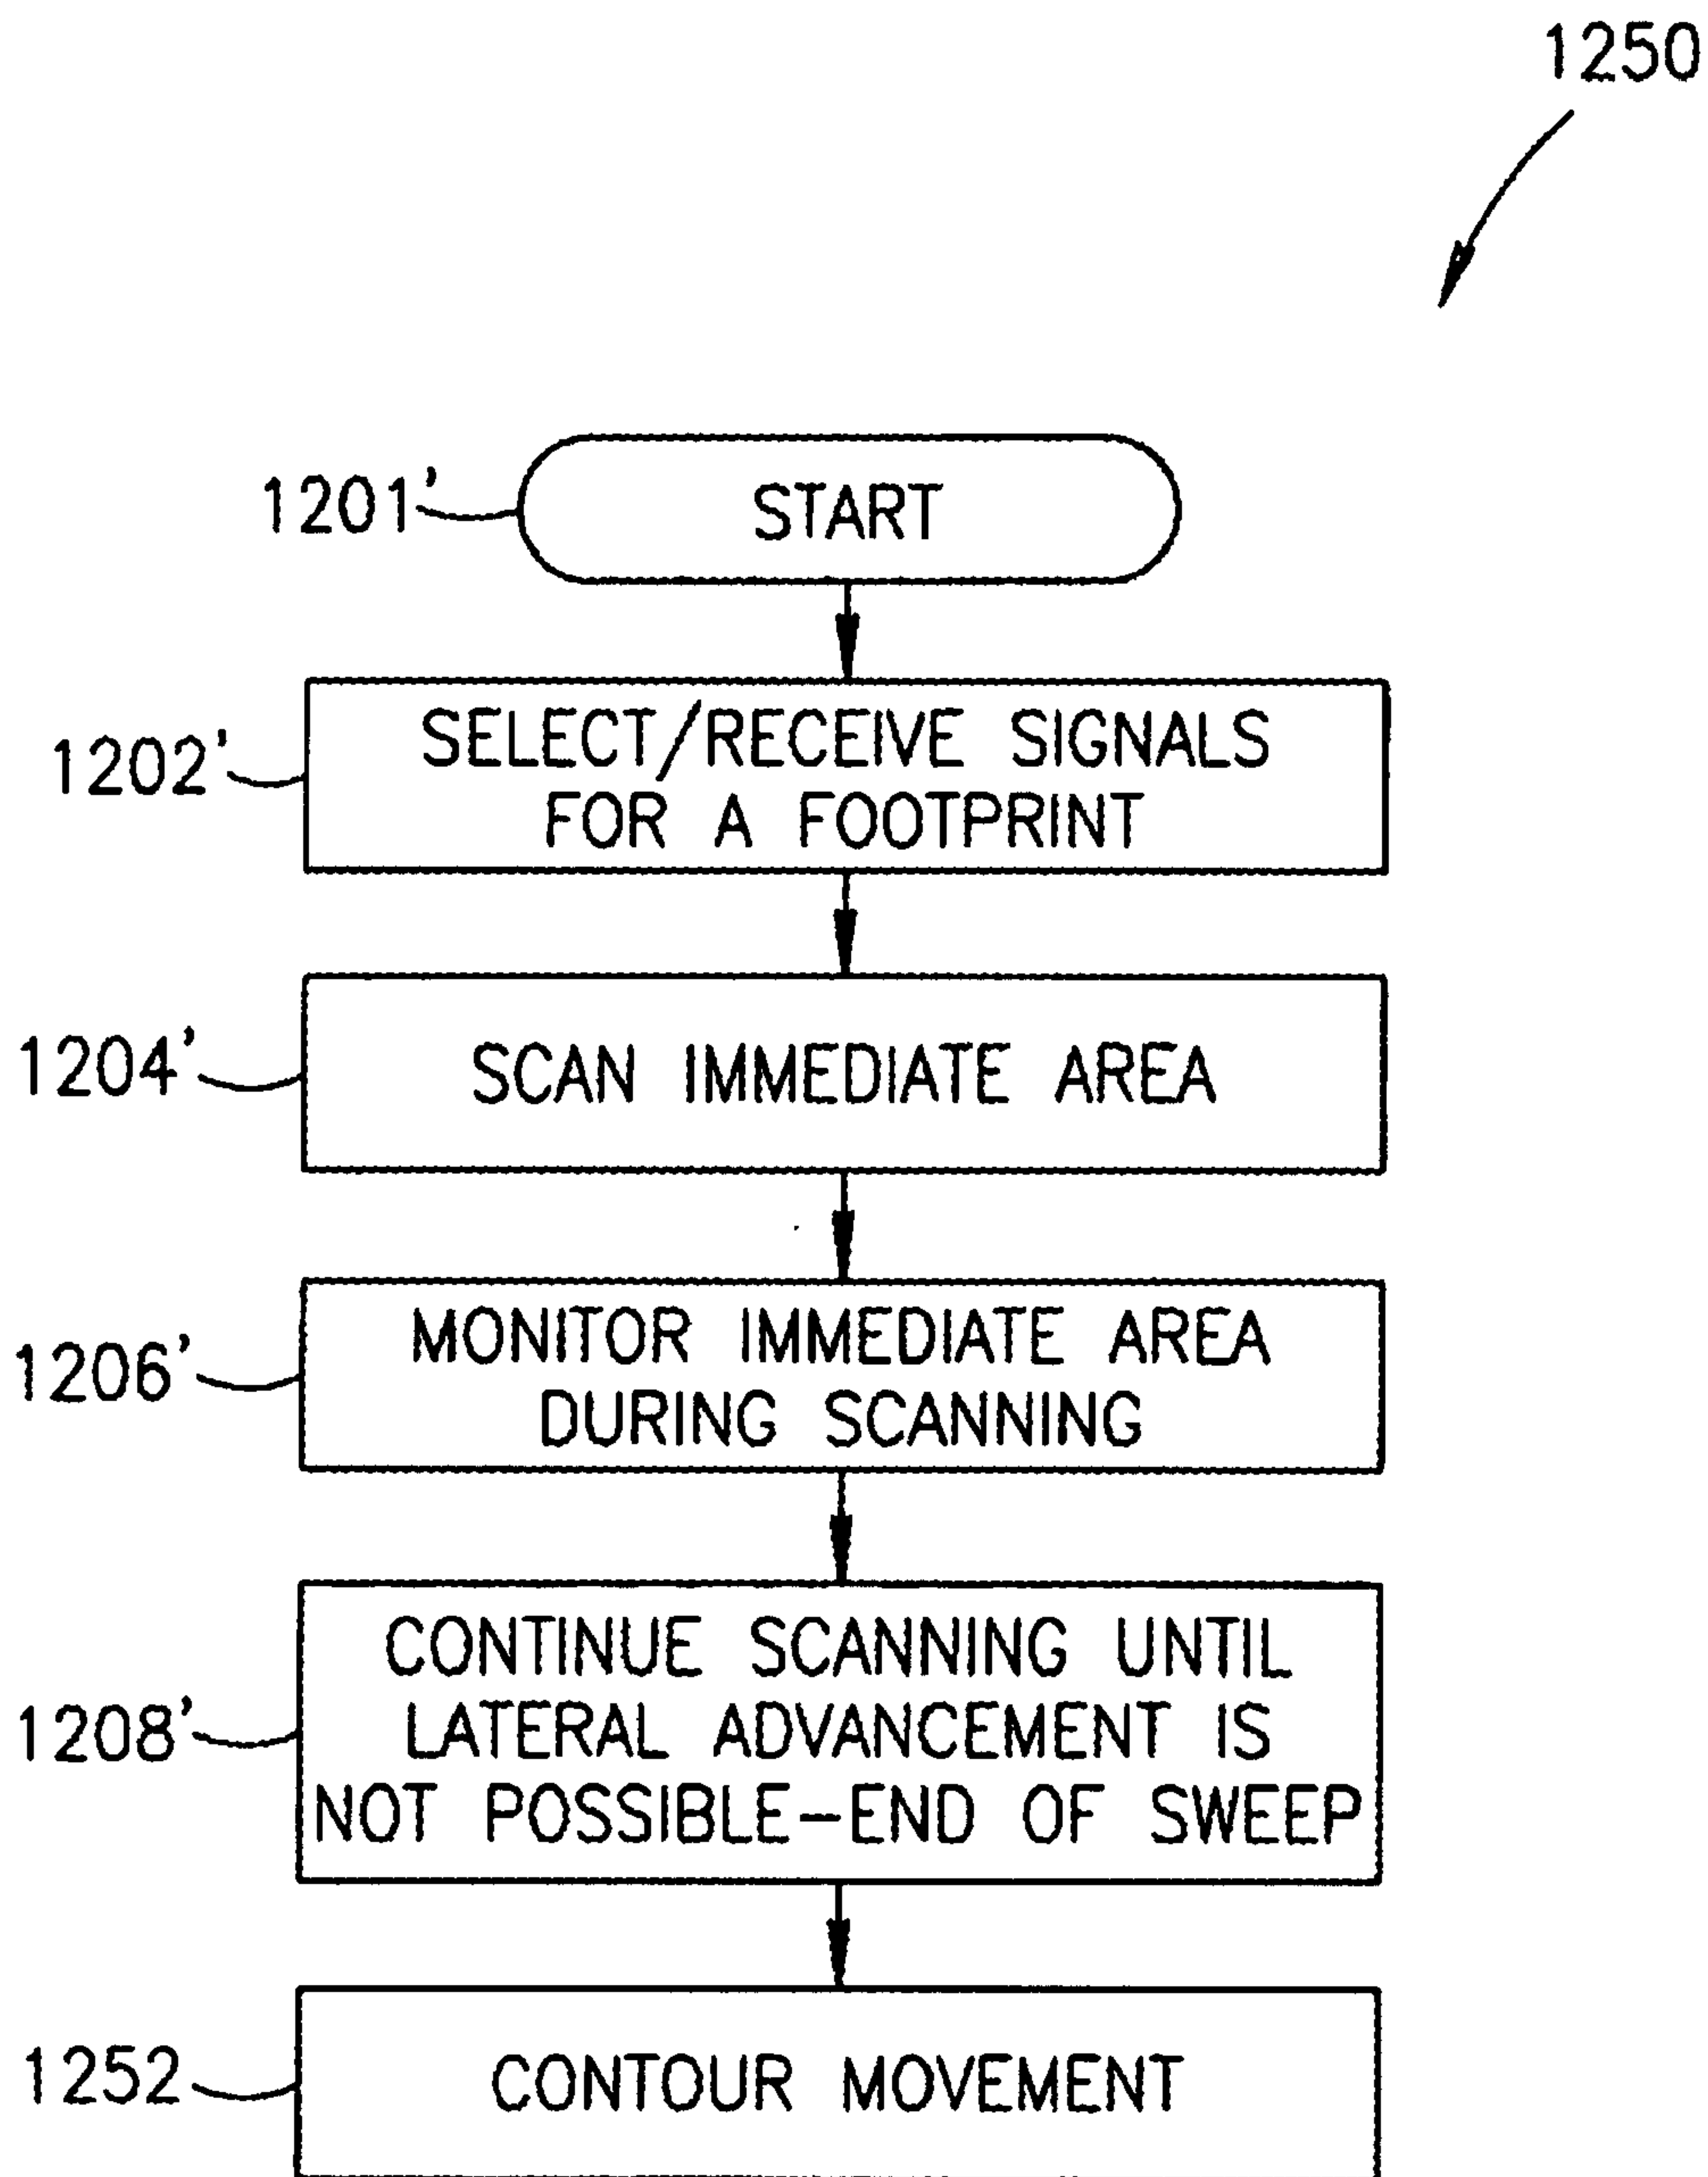 1250
1201'
START
1202'
SELECT/RECEIVE SIGNALS
FOR A FOOTPRINT
1204'
SCAN IMMEDIATE AREA
1206'
MONITOR IMMEDIATE AREA
DURING SCANNING
1208'
CONTINUE SCANNING UNTIL
LATERAL ADVANCEMENT IS
NOT POSSIBLE-END OF SWEEP
1252
CONTOUR MOVEMENT